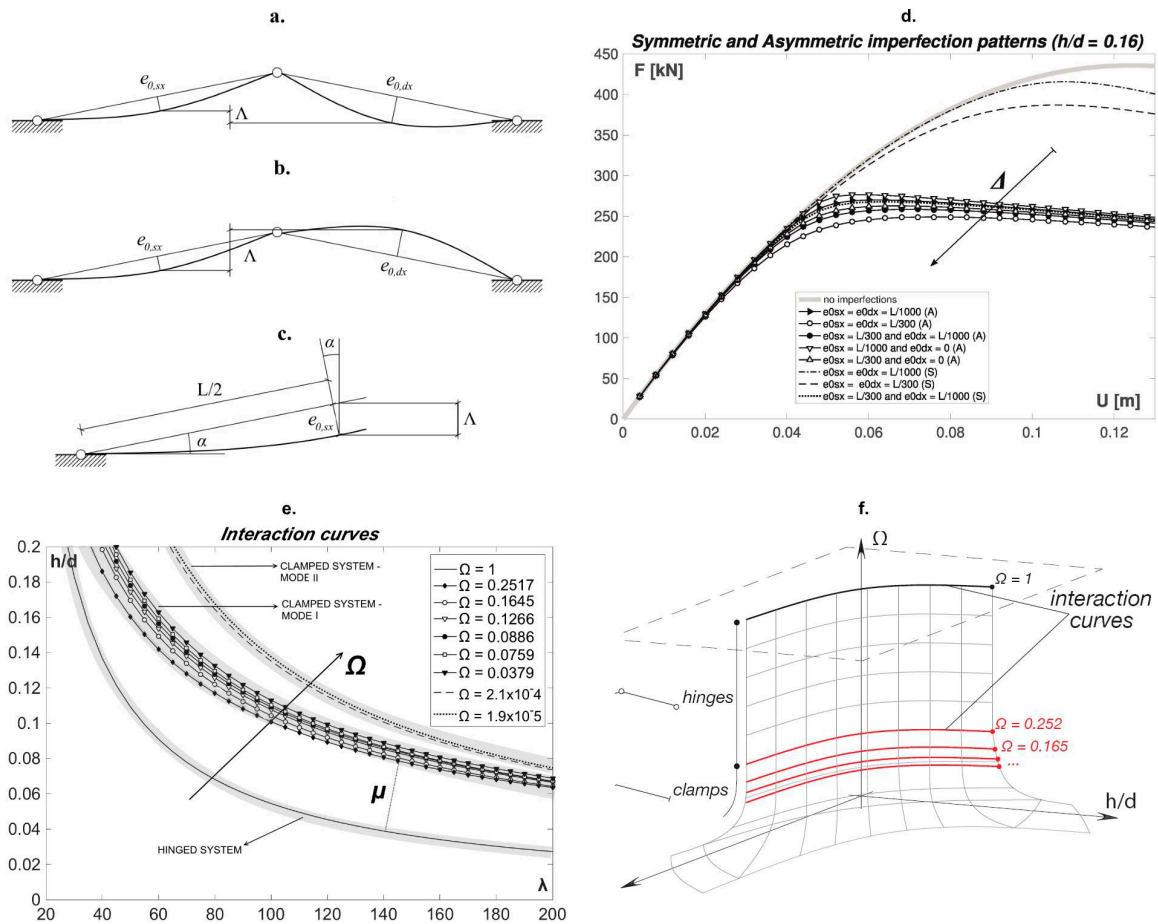 a.
e0,sx
Λ
e0,dx
b.
e0,sx
Λ
e0,dx
c.
α
L/2
e0,sx
Λ
α
d.
Symmetric and Asymmetric imperfection patterns (h/d = 0.16)
450
F [kN]
400
350
300
250
200
150
100
50
0
Δ
no imperfections
e0sx = e0dx = L/1000 (A)
e0sx = e0dx = L/300 (A)
e0sx = L/300 and e0dx = L/1000 (A)
e0sx = L/1000 and e0dx = 0 (A)
e0sx = L/300 and e0dx = 0 (A)
e0sx = e0dx = L/1000 (S)
e0sx = e0dx = L/300 (S)
e0sx = L/300 and e0dx = L/1000 (S)
U [m]
0 0.02 0.04 0.06 0.08 0.1 0.12
e.
Interaction curves
0.2
h/d
0.18
0.16
0.14
0.12
0.1
0.08
0.06
0.04
0.02
0
CLAMPED SYSTEM -
MODE II
CLAMPED SYSTEM -
MODE I
Ω = 1
Ω = 0.2517
Ω = 0.1645
Ω = 0.1266
Ω = 0.0886
Ω = 0.0759
Ω = 0.0379
Ω = 2.1x10-4
Ω = 1.9x10-5
Ω
μ
HINGED SYSTEM
λ
20 40 60 80 100 120 140 160 180 200
f.
Ω
Ω = 1
interaction
curves
hinges
Ω = 0.252
Ω = 0.165
...
clamps
h/d